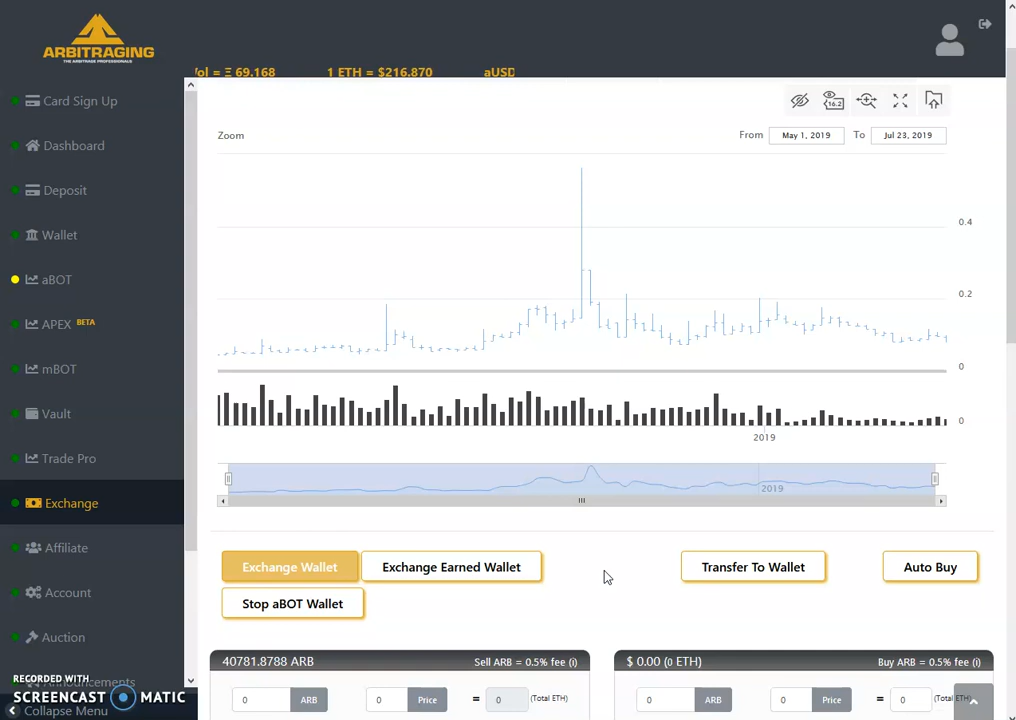 ARBITRAGING
THE ARBITRAGE PROFESSIONALS
Vol = Ξ 69.168 1 ETH = $216.870 aUSD
Card Sign Up
Dashboard
Deposit
Wallet
aBOT
APEX BETA
mBOT
Vault
Trade Pro
Exchange
Affiliate
Account
Auction
Announcements
Collapse Menu
RECORDED WITH
SCREENCAST MATIC
16.2
Zoom
From May 1, 2019 To Jul 23, 2019
0.4
0.2
0
0
2019
2019
Exchange Wallet Exchange Earned Wallet Transfer To Wallet Auto Buy
Stop aBOT Wallet
40781.8788 ARB Sell ARB = 0.5% fee (i)
0 ARB 0 Price = 0 (Total ETH)
$ 0.00 (0 ETH) Buy ARB = 0.5% fee (i)
0 ARB 0 Price = 0 (Total ETH)